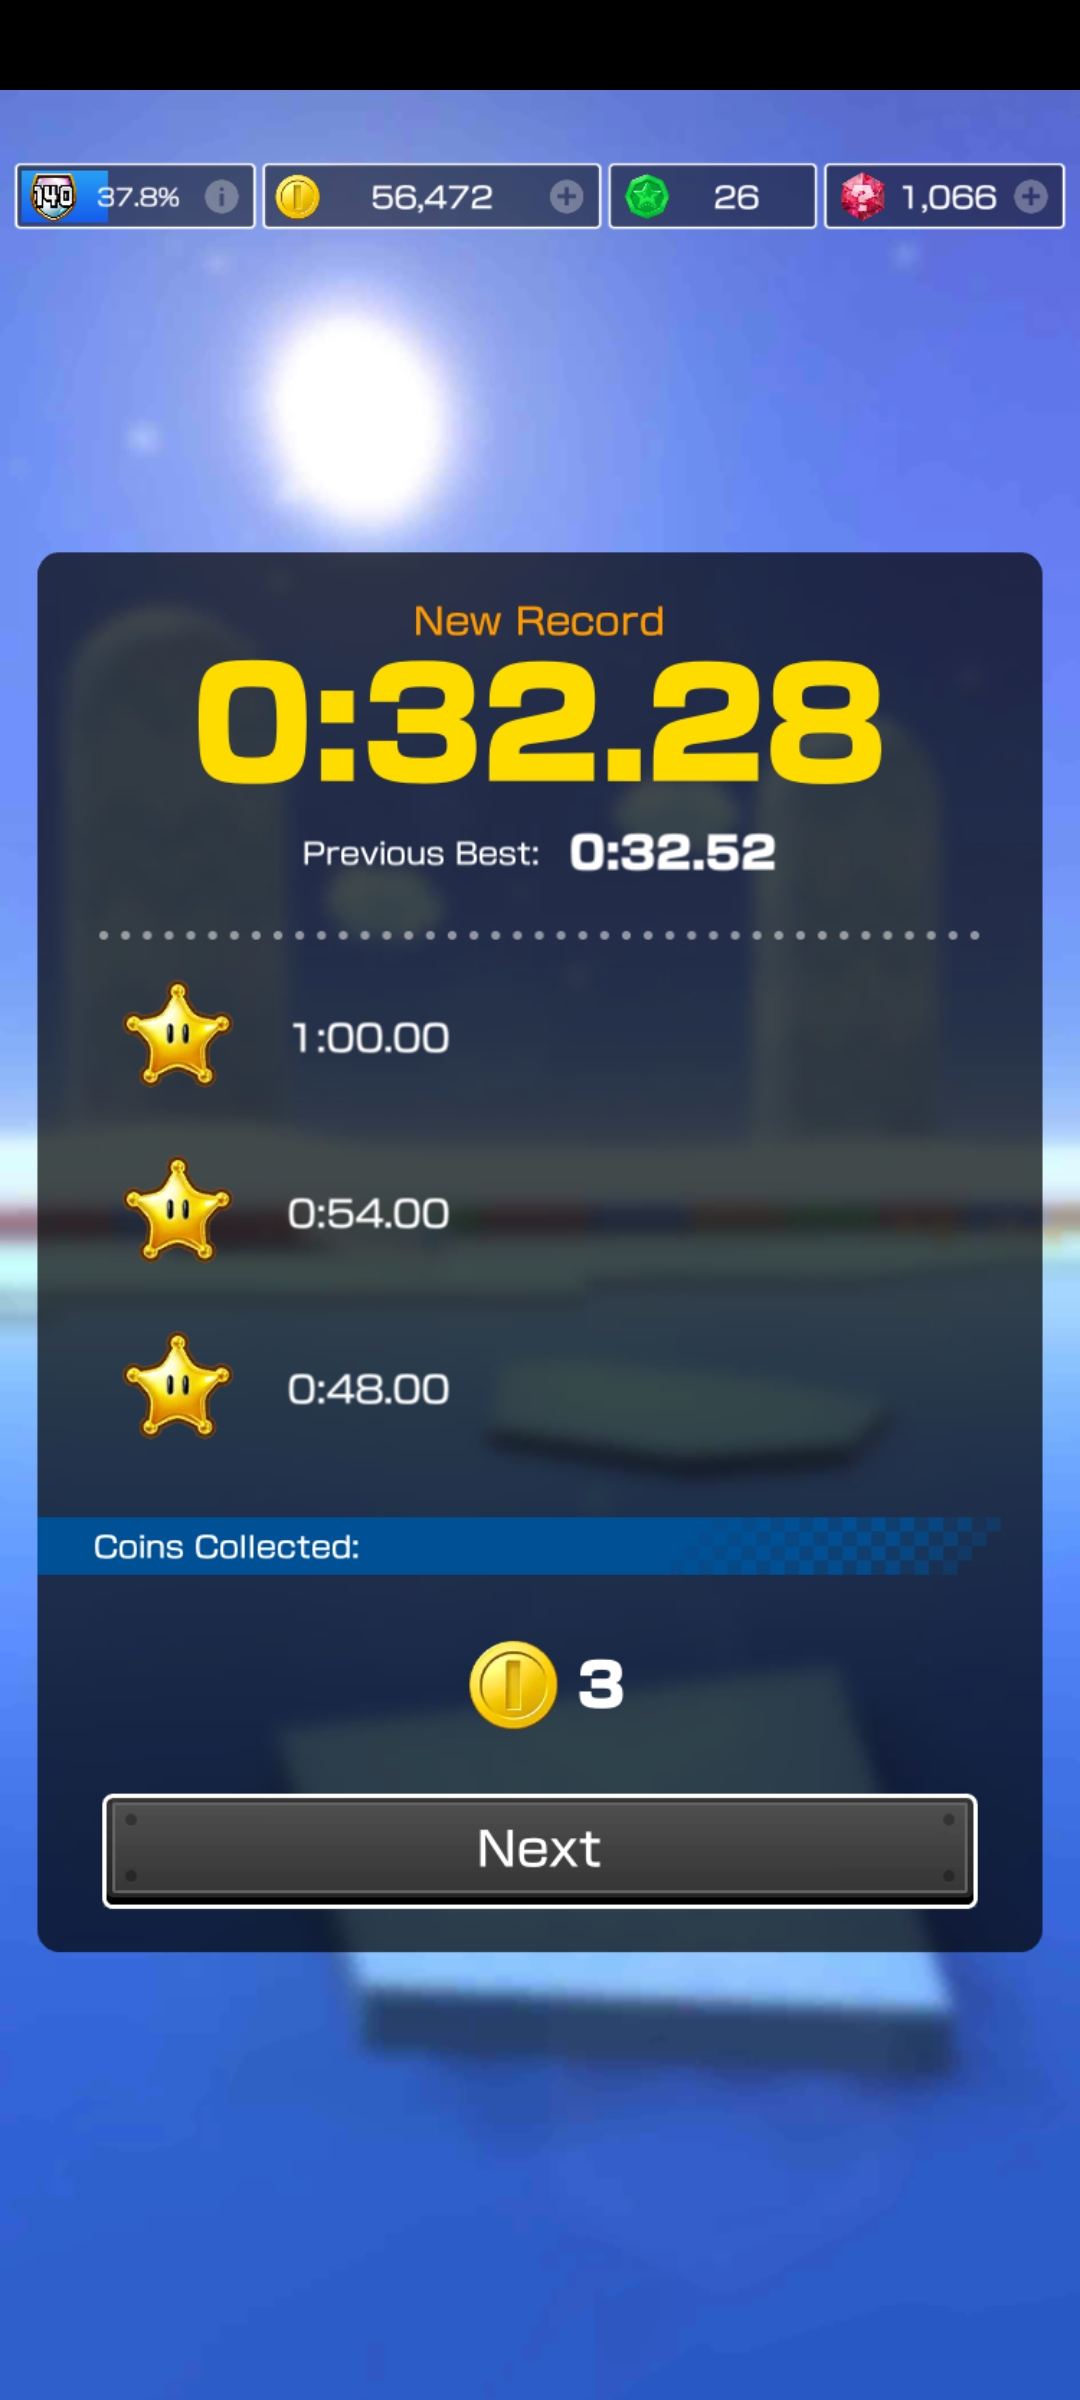 140 37.8% i 56,472 + 26 ? 1,066 +
New Record
0:32.28
Previous Best: 0:32.52
1:00.00
0:54.00
0:48.00
Coins Collected:
3
Next